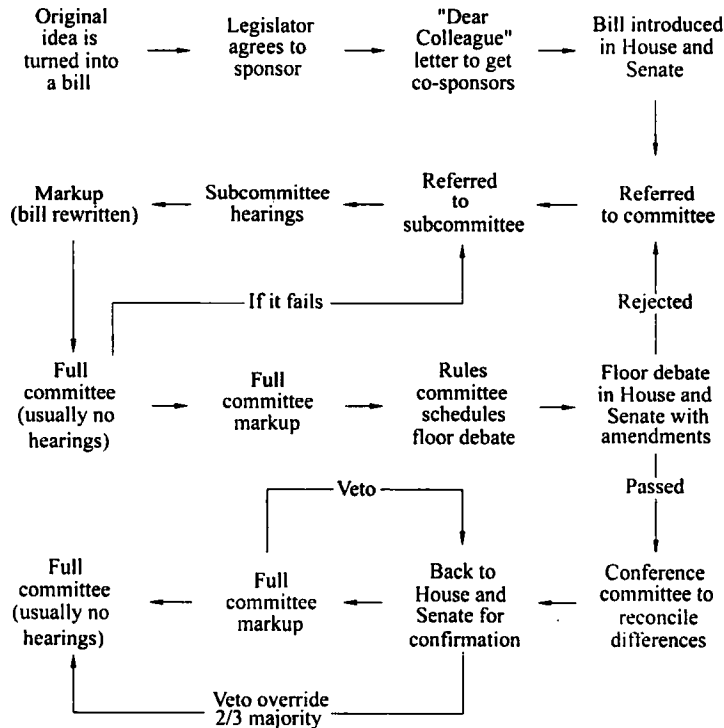 Original
idea is
turned into
a bill
Legislator
agrees to
sponsor
"Dear
Colleague"
letter to get
co-sponsors
Bill introduced
in House and
Senate
Markup
(bill rewritten)
Subcommittee
hearings
Referred
to
subcommittee
Referred
to committee
If it fails
Rejected
Full
committee
(usually no
hearings)
Full
committee
markup
Rules
committee
schedules
floor debate
Floor debate
in House and
Senate with
amendments
Veto
Passed
Full
committee
(usually no
hearings)
Full
committee
markup
Back to
House and
Senate for
confirmation
Conference
committee to
reconcile
differences
Veto override
2/3 majority